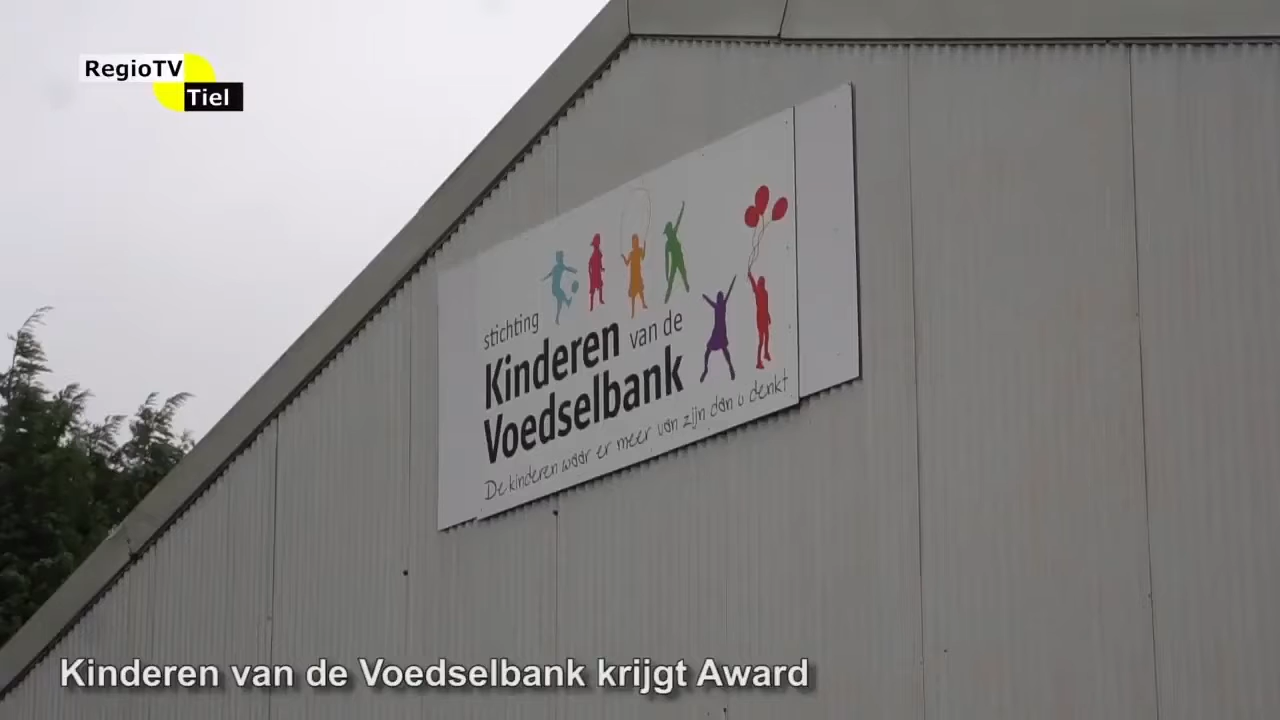 RegioTV
Tiel
stichting
Kinderen van de
Voedselbank
De kinderen waar er meer van zijn dan u denkt
Kinderen van de Voedselbank krijgt Award